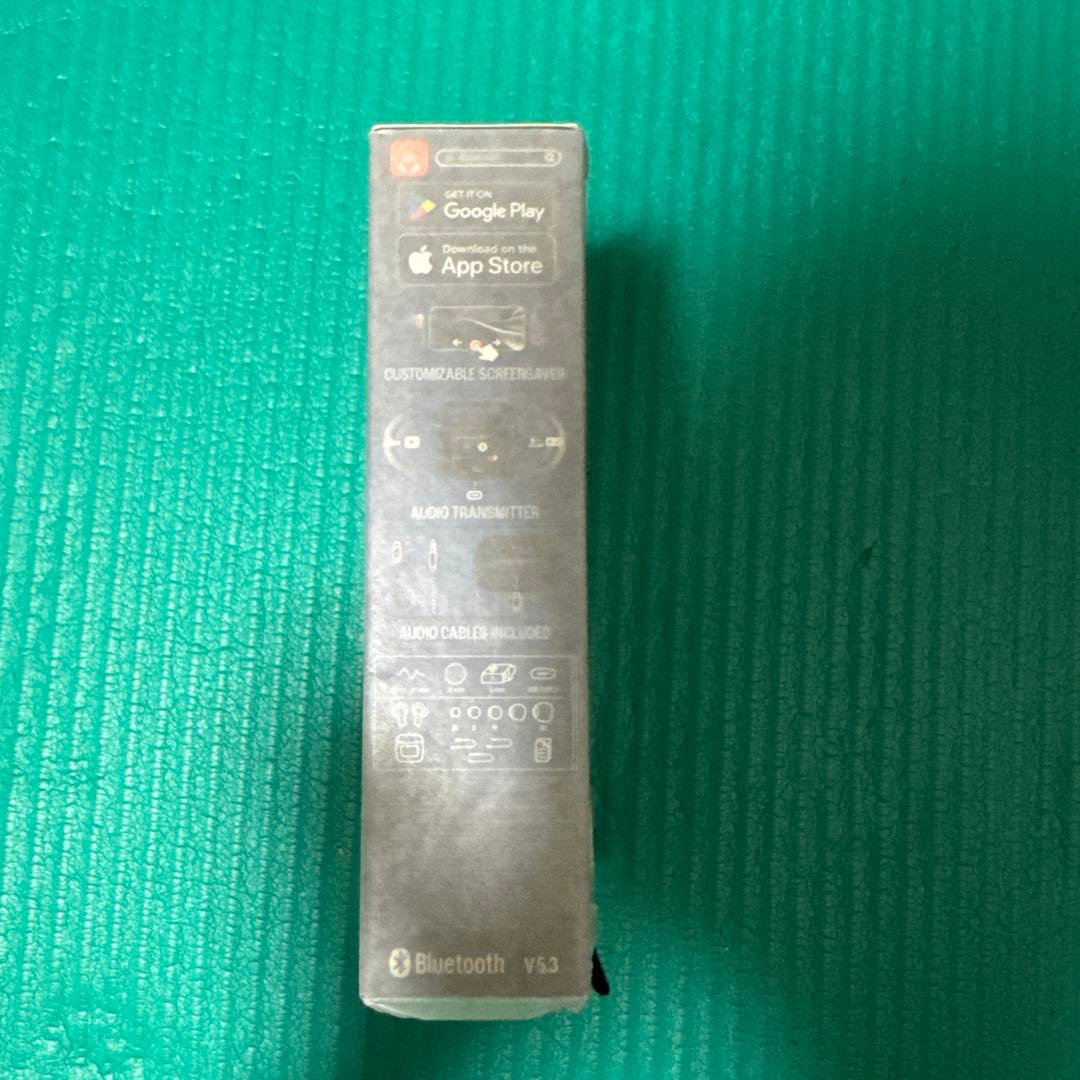 GET IT ON
Google Play
Download on the
App Store
CUSTOMIZABLE SCREENSAVER
AUDIO TRANSMITTER
AUDIO CABLES INCLUDED
Bluetooth V 5.3